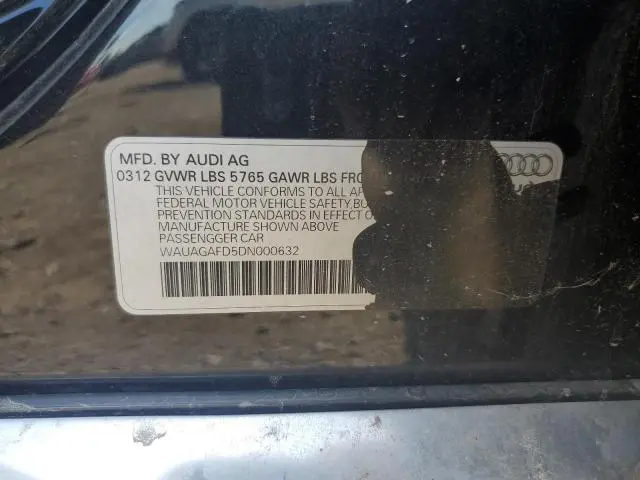 MFD. BY AUDI AG
0312 GVWR LBS 5765 GAWR LBS FR
THIS VEHICLE CONFORMS TO ALL AP
FEDERAL MOTOR VEHICLE SAFETY,BU
PREVENTION STANDARDS IN EFFECT O
MANUFACTURE SHOWN ABOVE
PASSENGGER CAR
WAUAGAFD5DN000632